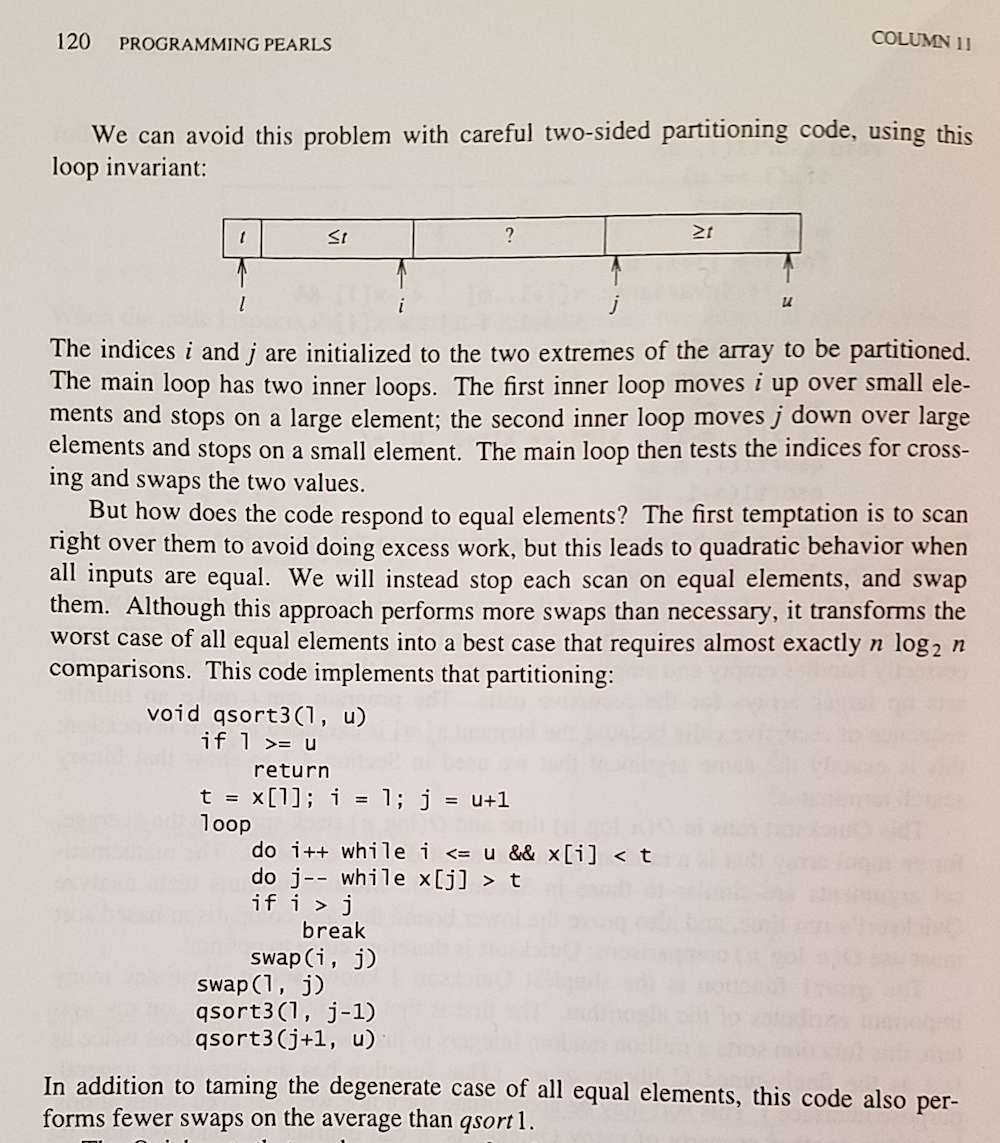 120 PROGRAMMING PEARLS COLUMN 11
We can avoid this problem with careful two-sided partitioning code, using this
loop invariant:
t ≤t ? ≥t
l i j u
The indices i and j are initialized to the two extremes of the array to be partitioned.
The main loop has two inner loops. The first inner loop moves i up over small ele-
ments and stops on a large element; the second inner loop moves j down over large
elements and stops on a small element. The main loop then tests the indices for cross-
ing and swaps the two values.
But how does the code respond to equal elements? The first temptation is to scan
right over them to avoid doing excess work, but this leads to quadratic behavior when
all inputs are equal. We will instead stop each scan on equal elements, and swap
them. Although this approach performs more swaps than necessary, it transforms the
worst case of all equal elements into a best case that requires almost exactly n log₂ n
comparisons. This code implements that partitioning:
void qsort3(l, u)
if l >= u
return
t = x[l]; i = l; j = u+1
loop
do i++ while i <= u && x[i] < t
do j-- while x[j] > t
if i > j
break
swap(i, j)
swap(l, j)
qsort3(l, j-1)
qsort3(j+1, u)
In addition to taming the degenerate case of all equal elements, this code also per-
forms fewer swaps on the average than qsort1.